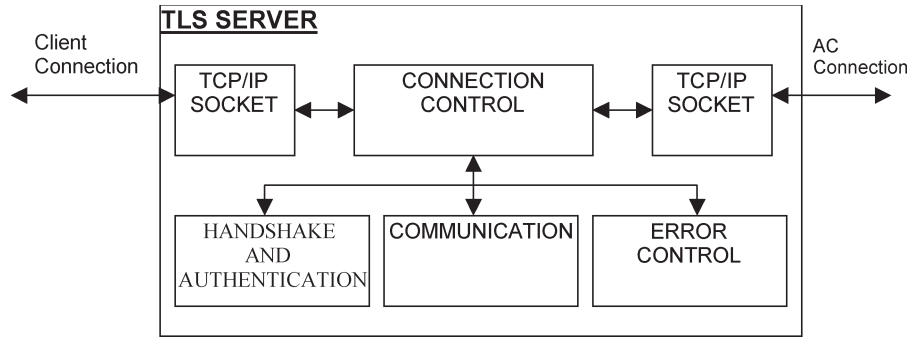 TLS SERVER
Client
Connection
AC
Connection
TCP/IP
SOCKET
CONNECTION
CONTROL
TCP/IP
SOCKET
HANDSHAKE
AND
AUTHENTICATION
COMMUNICATION
ERROR
CONTROL